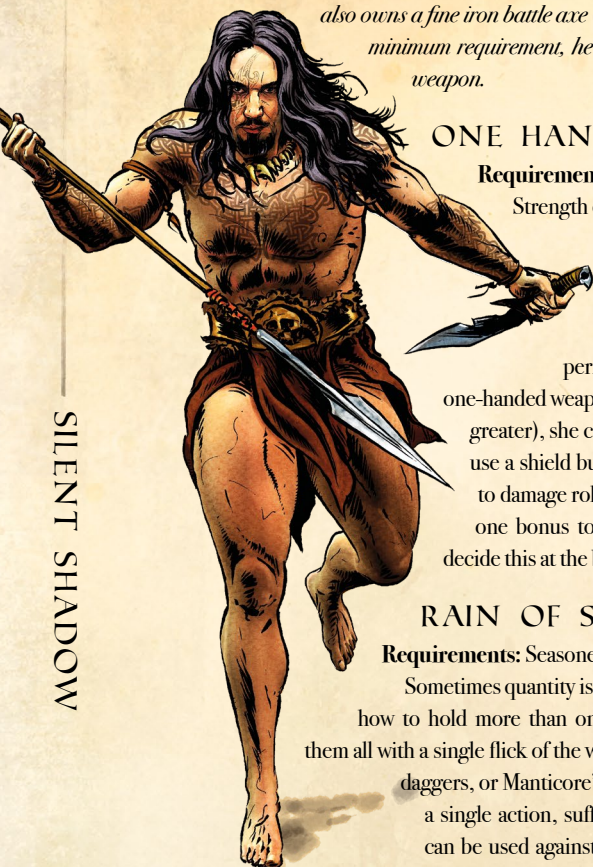 also owns a fine iron battle axe
minimum requirement, he
weapon.
ONE HAN
Requiremen
Strength
per
one-handed weap
greater), she c
use a shield bu
to damage rol
one bonus to
decide this at the
SILENT SHADOW
RAIN OF S
Requirements: Seasone
Sometimes quantity is
how to hold more than on
them all with a single flick of the w
daggers, or Manticore'
a single action, suff
can be used against